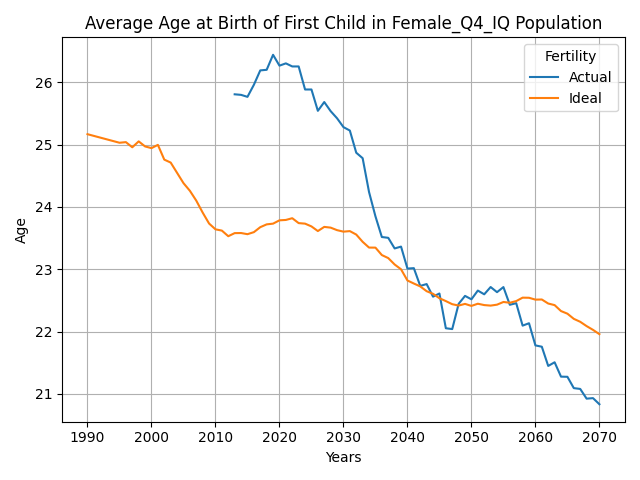 Average Age at Birth of First Child in Female_Q4_IQ Population
Fertility
Actual
Ideal
26
25
24
23
22
21
Age
1990 2000 2010 2020 2030 2040 2050 2060 2070
Years